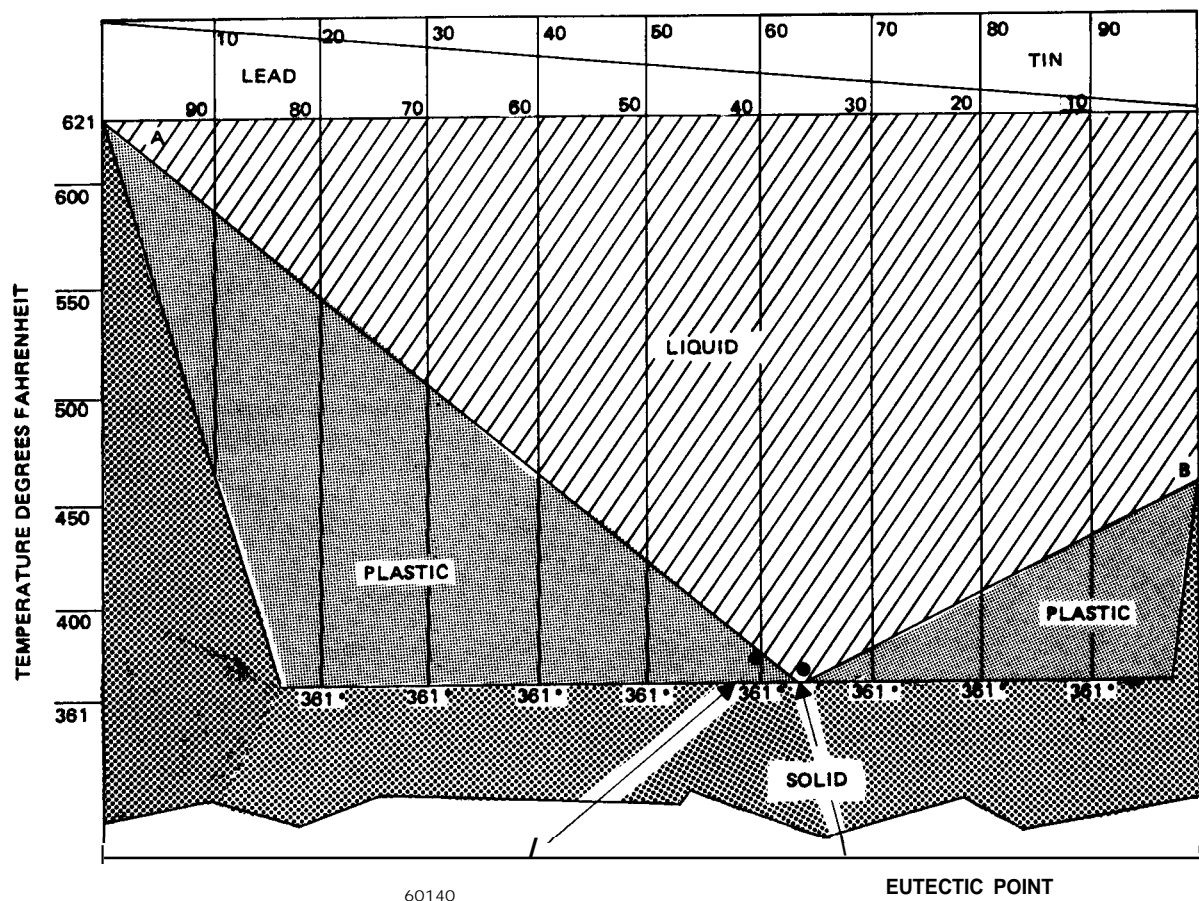 10 20 30 40 50 60 70 80 90
LEAD TIN
90 80 70 60 50 40 30 20 10
621
A
600
550
LIQUID
500
B
450
PLASTIC
400
PLASTIC
361.° 361.° 361.° 361.° 361.° 361.° 361.° 361.°
361
SOLID
TEMPERATURE DEGREES FAHRENHEIT
60140
EUTECTIC POINT